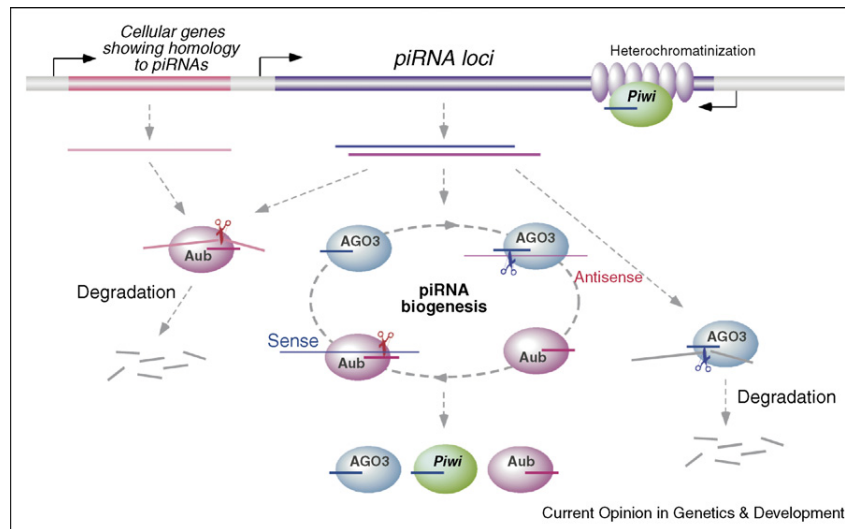 Cellular genes
showing homology
to piRNAs
piRNA loci
Heterochromatinization
Piwi
Aub
AGO3
AGO3
Degradation
piRNA
biogenesis
Antisense
Sense
Aub
Aub
AGO3
Degradation
AGO3
Piwi
Aub
Current Opinion in Genetics & Development